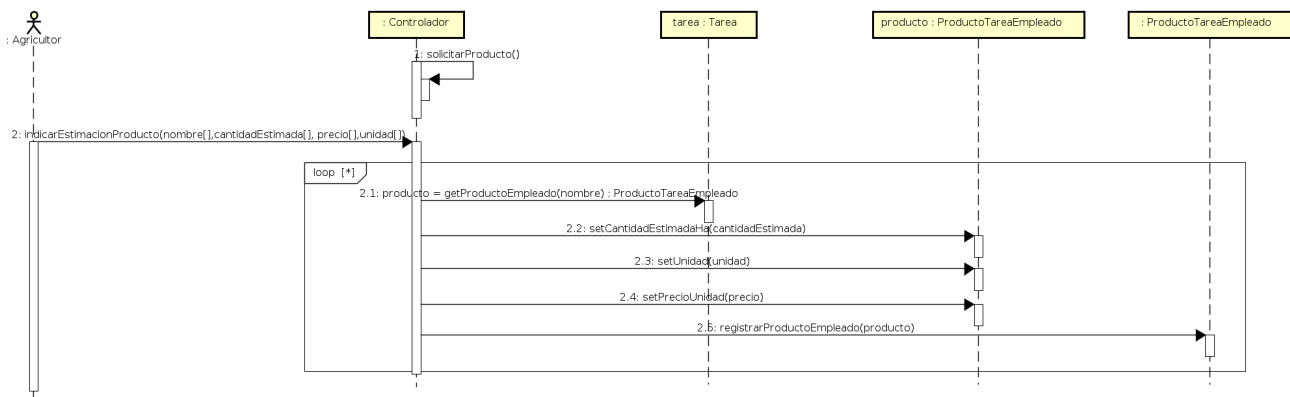 : Agricultor
: Controlador
tarea : Tarea
producto : ProductoTareaEmpleado
: ProductoTareaEmpleado
1: solicitarProducto()
2: indicarEstimacionProducto(nombre[],cantidadEstimada[], precio[],unidad[])
loop [*]
2.1: producto = getProductoEmpleado(nombre) : ProductoTareaEmpleado
2.2: setCantidadEstimadaHa(cantidadEstimada)
2.3: setUnidad(unidad)
2.4: setPrecioUnidad(precio)
2.5: registrarProductoEmpleado(producto)